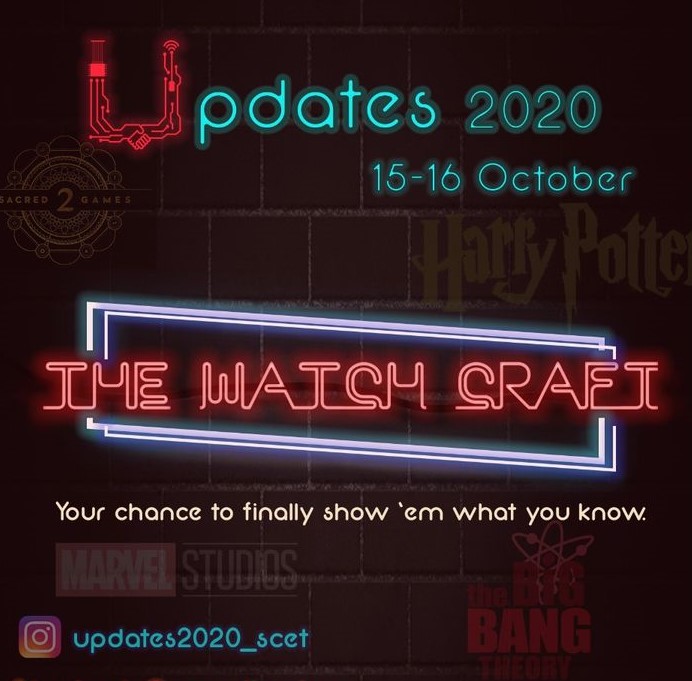 Updates 2020
15-16 October
SACRED 2 GAMES
Harry Potter
THE WATCH CRAFT
Your chance to finally show 'em what you know.
MARVEL STUDIOS
the BIG
BANG
THEORY
updates2020_scet